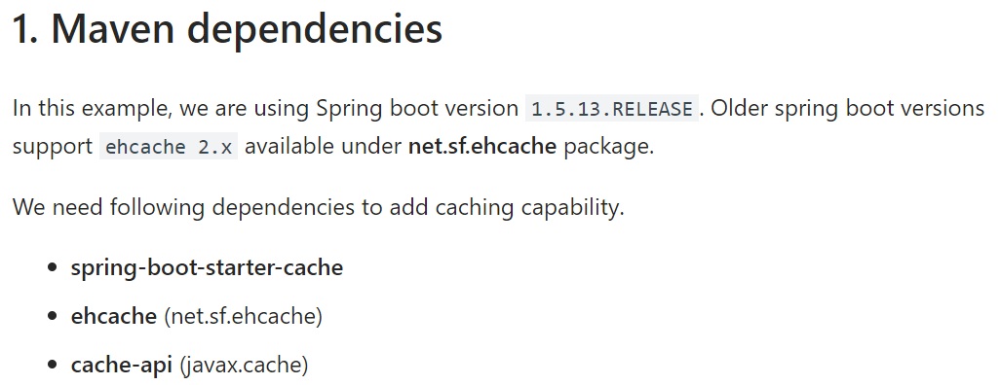 1. Maven dependencies
In this example, we are using Spring boot version 1.5.13.RELEASE. Older spring boot versions
support ehcache 2.x available under net.sf.ehcache package.
We need following dependencies to add caching capability.
• spring-boot-starter-cache
• ehcache (net.sf.ehcache)
• cache-api (javax.cache)